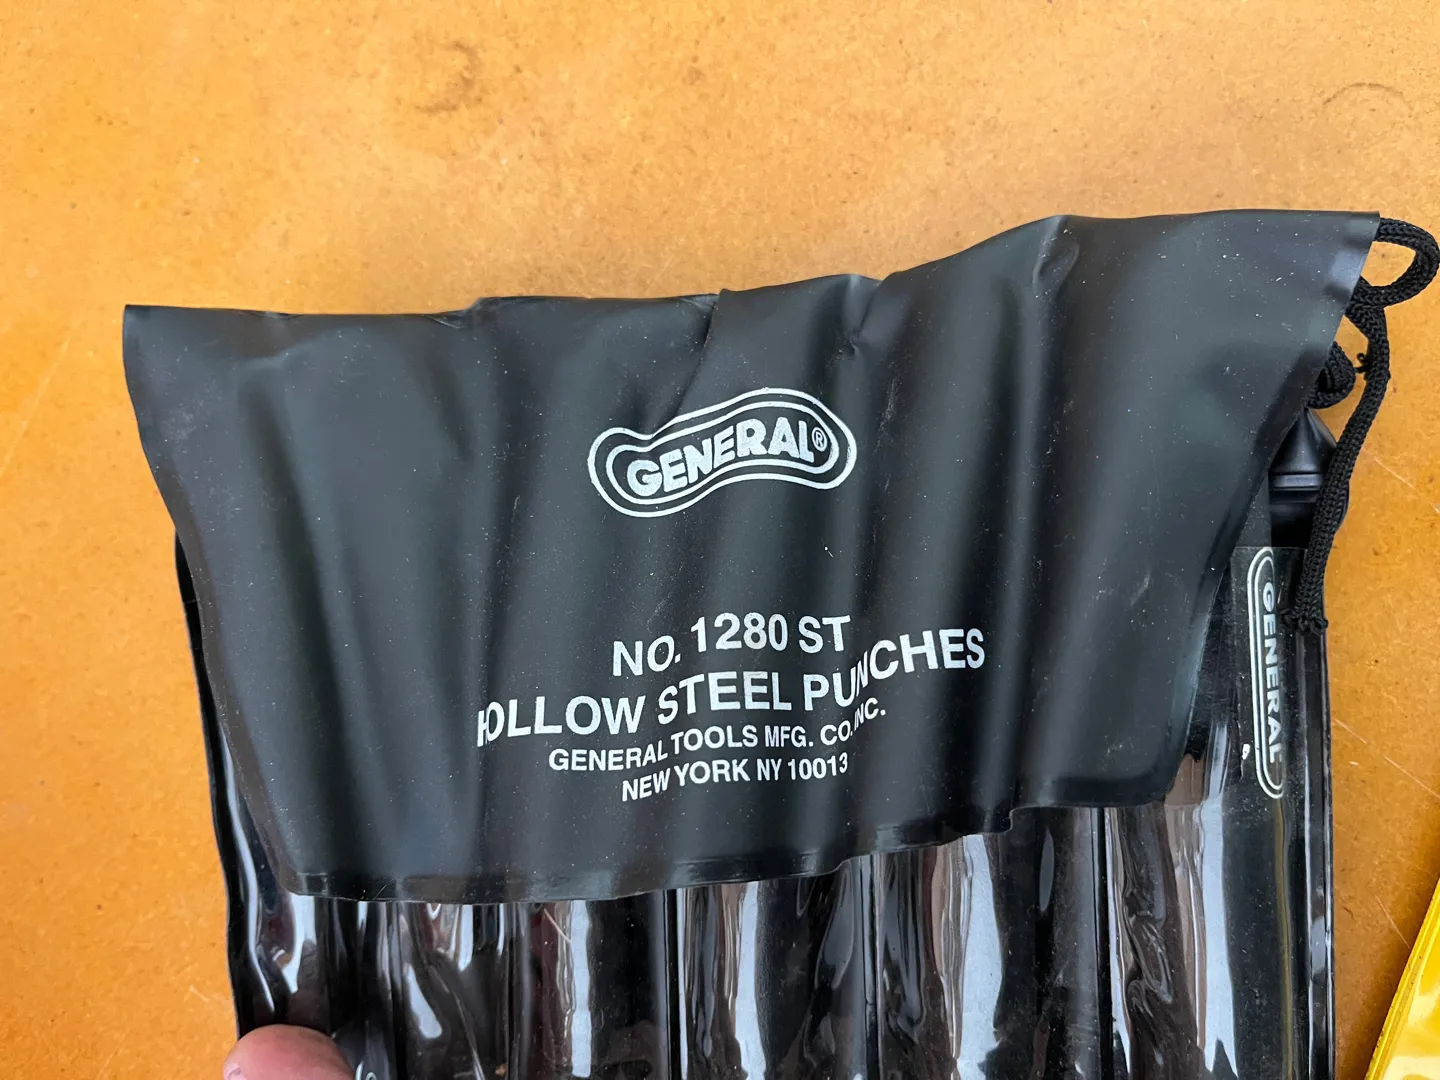 GENERAL®
NO. 1280 ST
HOLLOW STEEL PUNCHES
GENERAL TOOLS MFG. CO. INC.
NEW YORK NY 10013
GENERAL